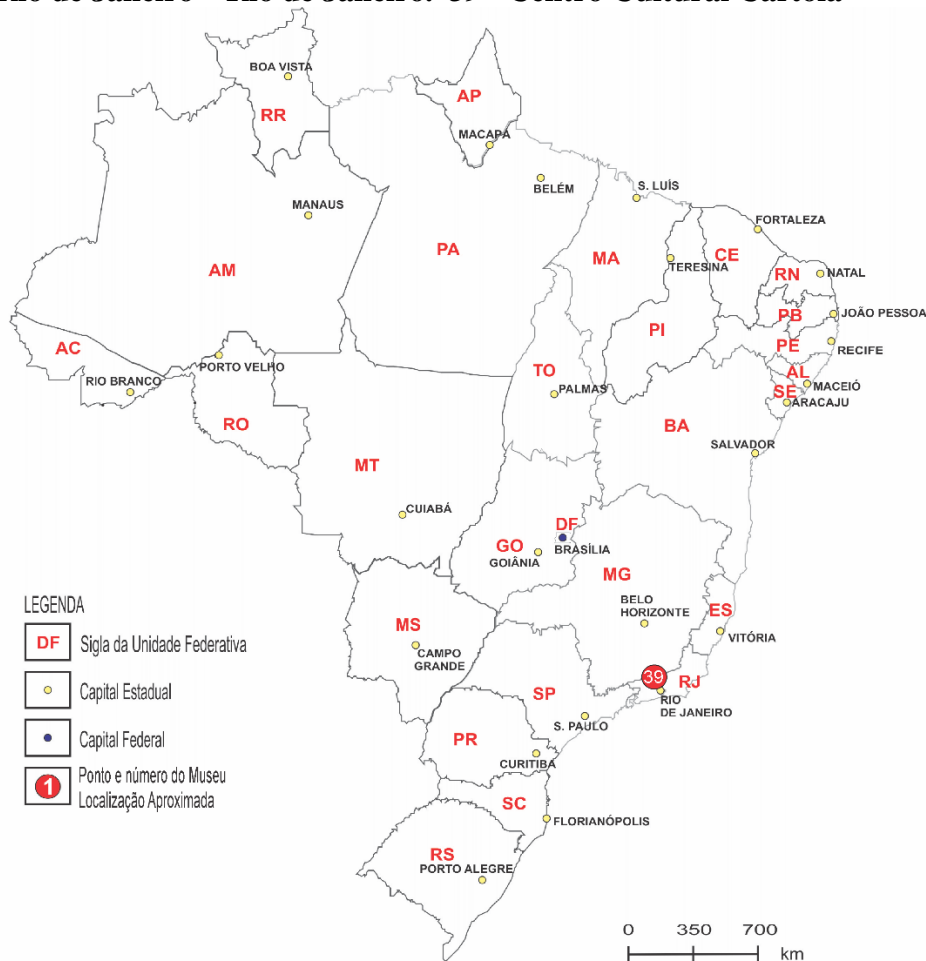 Rio de Janeiro – Rio de Janeiro: 39 – Centro Cultural Cartola
BOA VISTA
RR
AP
MACAPÁ
BELÉM
S. LUÍS
MANAUS
FORTALEZA
PA
MA
TERESINA
CE
AM
RN
NATAL
PB
JOÃO PESSOA
PI
PE
RECIFE
AC
PORTO VELHO
TO
AL
RIO BRANCO
PALMAS
SE
MACEIÓ
ARACAJU
RO
BA
MT
SALVADOR
CUIABÁ
DF
GO
BRASÍLIA
GOIÂNIA
MG
BELO
HORIZONTE
ES
MS
VITÓRIA
CAMPO
GRANDE
39
RJ
SP
RIO
DE JANEIRO
S. PAULO
PR
CURITIBA
SC
FLORIANÓPOLIS
RS
PORTO ALEGRE
LEGENDA
DF Sigla da Unidade Federativa
Capital Estadual
Capital Federal
1 Ponto e número do Museu
Localização Aproximada
0 350 700
km